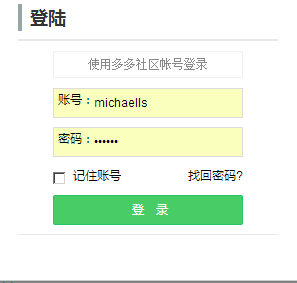 登陆
使用多多社区帐号登录
账号：michaells
密码：••••••
记住账号 找回密码?
登 录